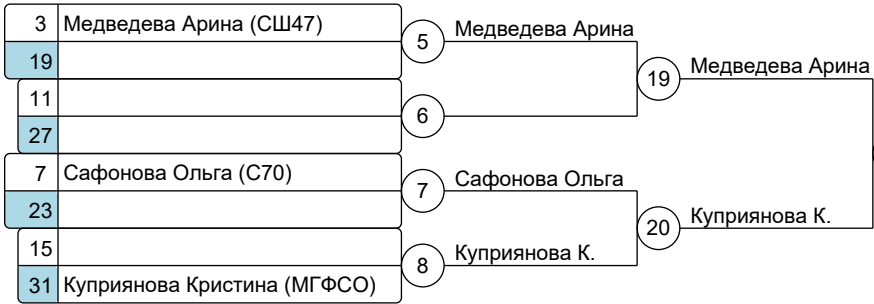 3 Медведева Арина (СШ47)
19
11
27
7 Сафонова Ольга (С70)
23
15
31 Куприянова Кристина (МГФСО)
5 Медведева Арина
6
7 Сафонова Ольга
8 Куприянова К.
19 Медведева Арина
20 Куприянова К.